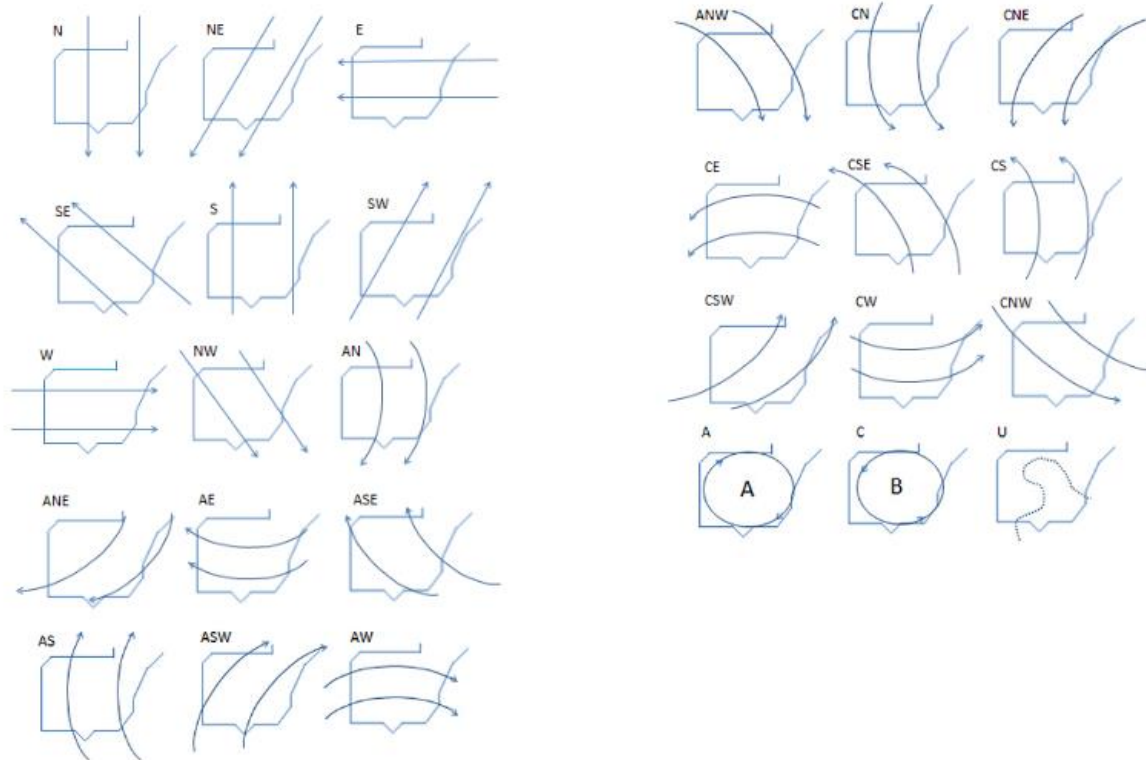 N NE E
SE S SW
W NW AN
ANE AE ASE
AS ASW AW
ANW CN CNE
CE CSE CS
CSW CW CNW
A C U
A B